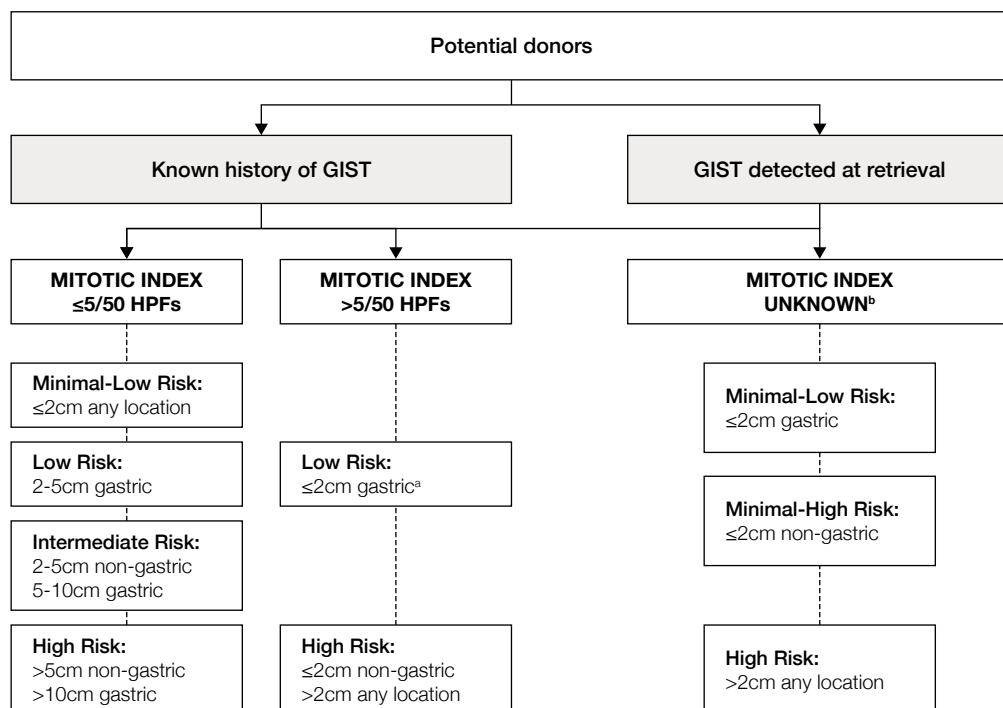 Potential donors
Known history of GIST
GIST detected at retrieval
MITOTIC INDEX
≤5/50 HPFs
MITOTIC INDEX
>5/50 HPFs
MITOTIC INDEX
UNKNOWNᵇ
Minimal-Low Risk:
≤2cm any location
Low Risk:
2-5cm gastric
Intermediate Risk:
2-5cm non-gastric
5-10cm gastric
High Risk:
>5cm non-gastric
>10cm gastric
Low Risk:
≤2cm gastricᵃ
High Risk:
≤2cm non-gastric
>2cm any location
Minimal-Low Risk:
≤2cm gastric
Minimal-High Risk:
≤2cm non-gastric
High Risk:
>2cm any location